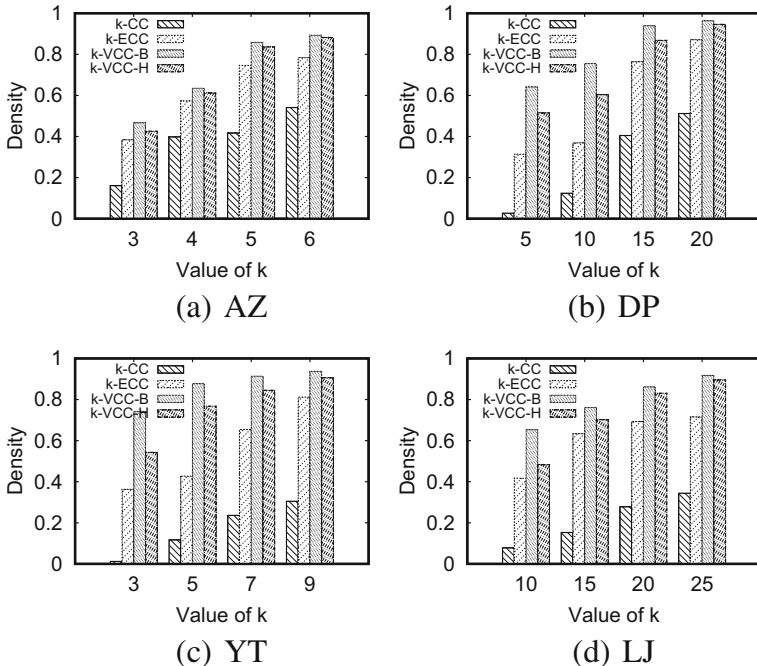 k-CC
k-ECC
k-VCC-B
k-VCC-H
1
0.8
0.6
0.4
0.2
0
Density
3 4 5 6
Value of k
(a) AZ
k-CC
k-ECC
k-VCC-B
k-VCC-H
1
0.8
0.6
0.4
0.2
0
Density
5 10 15 20
Value of k
(b) DP
k-CC
k-ECC
k-VCC-B
k-VCC-H
1
0.8
0.6
0.4
0.2
0
Density
3 5 7 9
Value of k
(c) YT
k-CC
k-ECC
k-VCC-B
k-VCC-H
1
0.8
0.6
0.4
0.2
0
Density
10 15 20 25
Value of k
(d) LJ